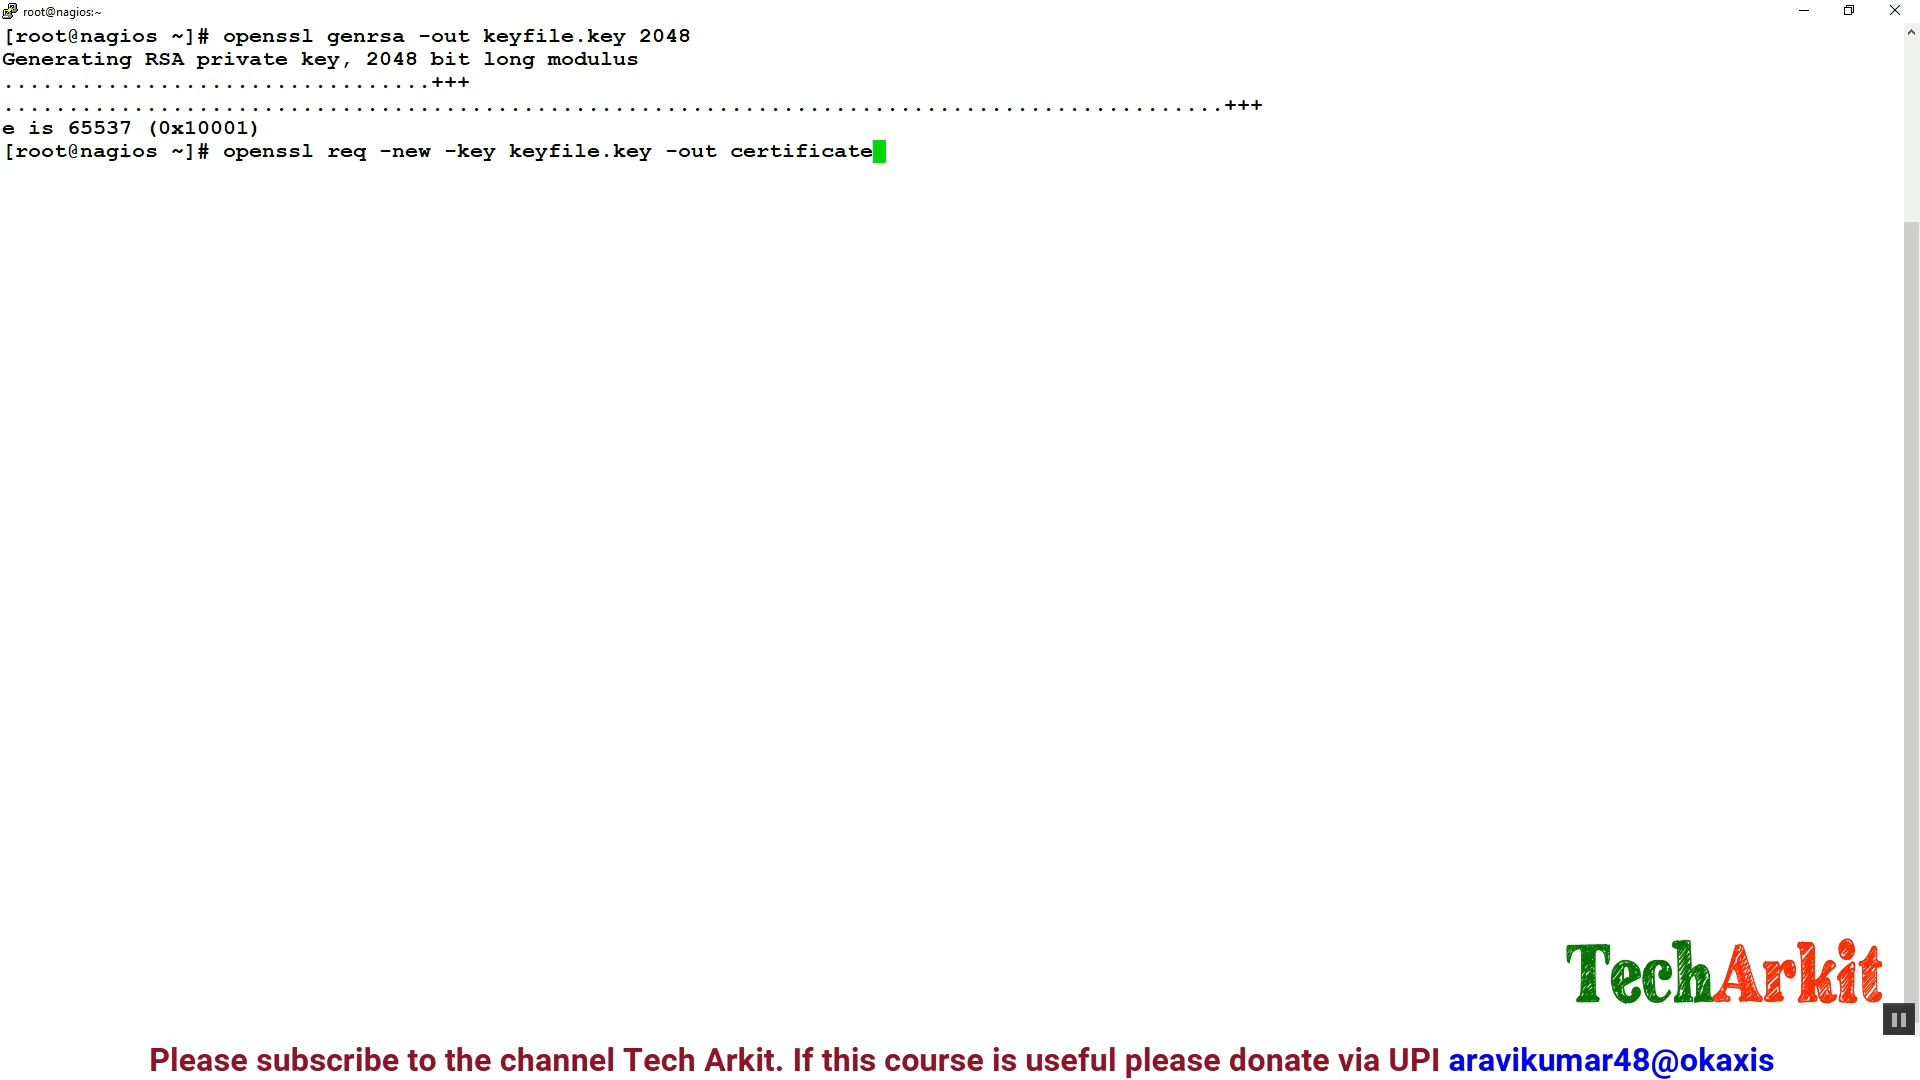 root@nagios:~
[root@nagios ~]# openssl genrsa -out keyfile.key 2048
Generating RSA private key, 2048 bit long modulus
.................................+++
..............................................................................................+++
e is 65537 (0x10001)
[root@nagios ~]# openssl req -new -key keyfile.key -out certificate
TechArkit
Please subscribe to the channel Tech Arkit. If this course is useful please donate via UPI aravikumar48@okaxis